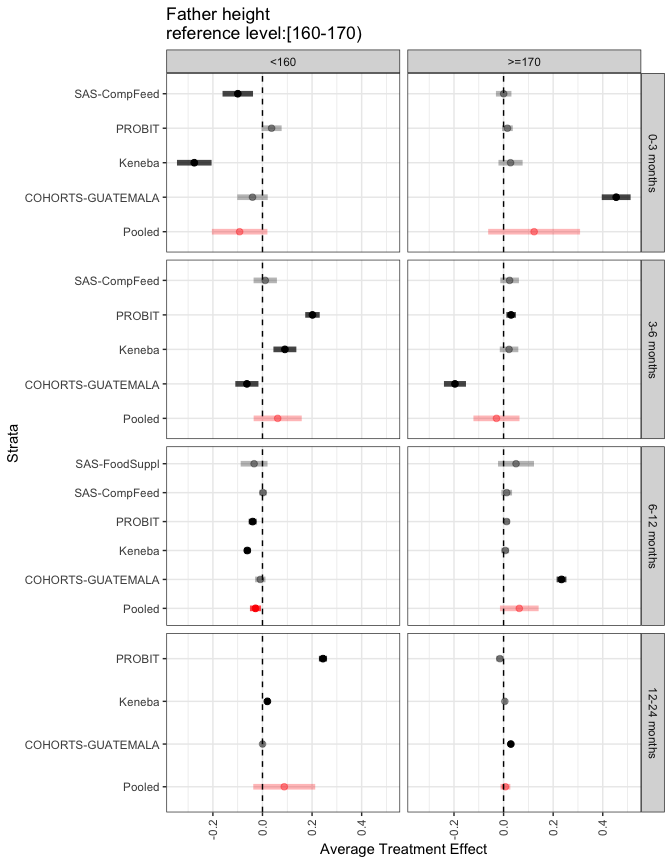 Father height
reference level:[160-170)
<160
>=170
SAS-CompFeed
PROBIT
Keneba
COHORTS-GUATEMALA
Pooled
0-3 months
SAS-CompFeed
PROBIT
Keneba
COHORTS-GUATEMALA
Pooled
3-6 months
SAS-FoodSuppl
SAS-CompFeed
PROBIT
Keneba
COHORTS-GUATEMALA
Pooled
6-12 months
PROBIT
Keneba
COHORTS-GUATEMALA
Pooled
12-24 months
Strata
-0.2 0.0 0.2 0.4
-0.2 0.0 0.2 0.4
Average Treatment Effect